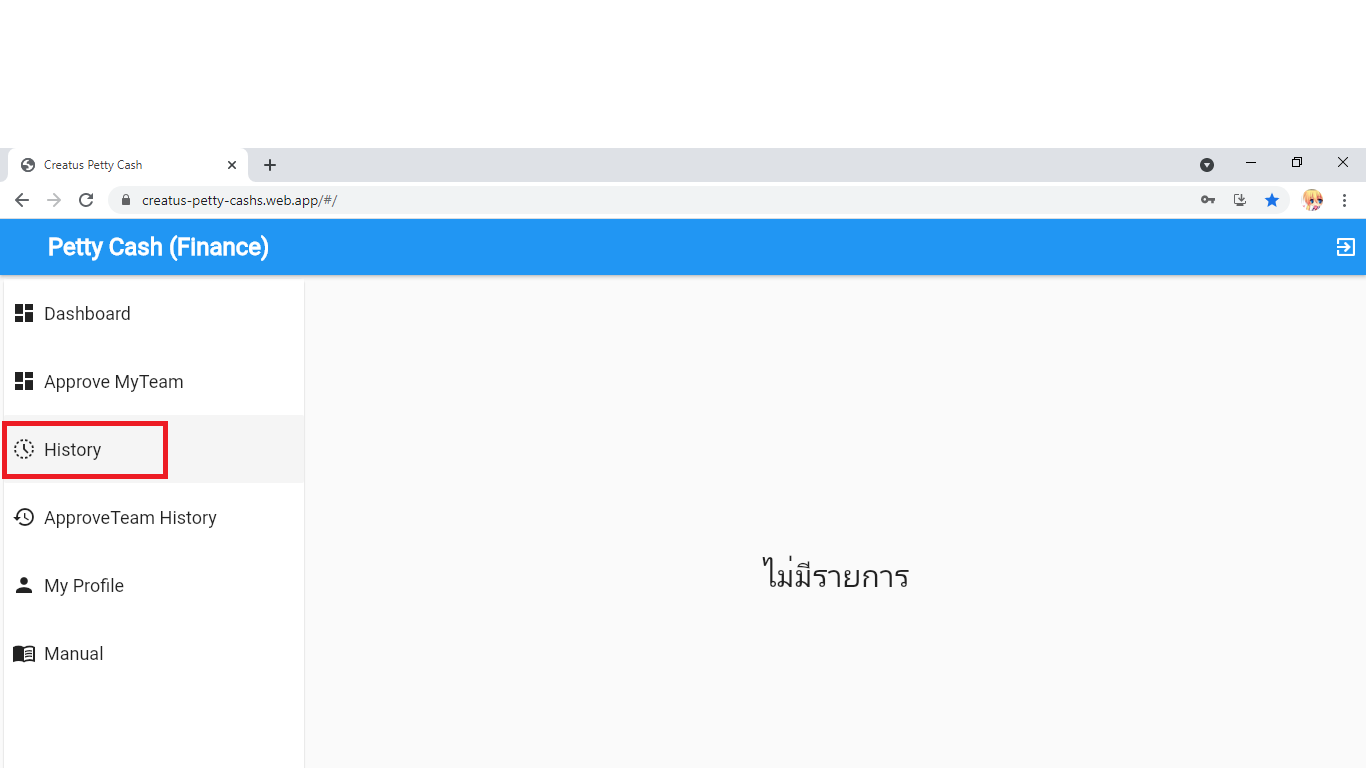 Creatus Petty Cash
creatus-petty-cashs.web.app/#/
Petty Cash (Finance)
Dashboard
Approve MyTeam
History
ApproveTeam History
ไม่มีรายการ
My Profile
Manual